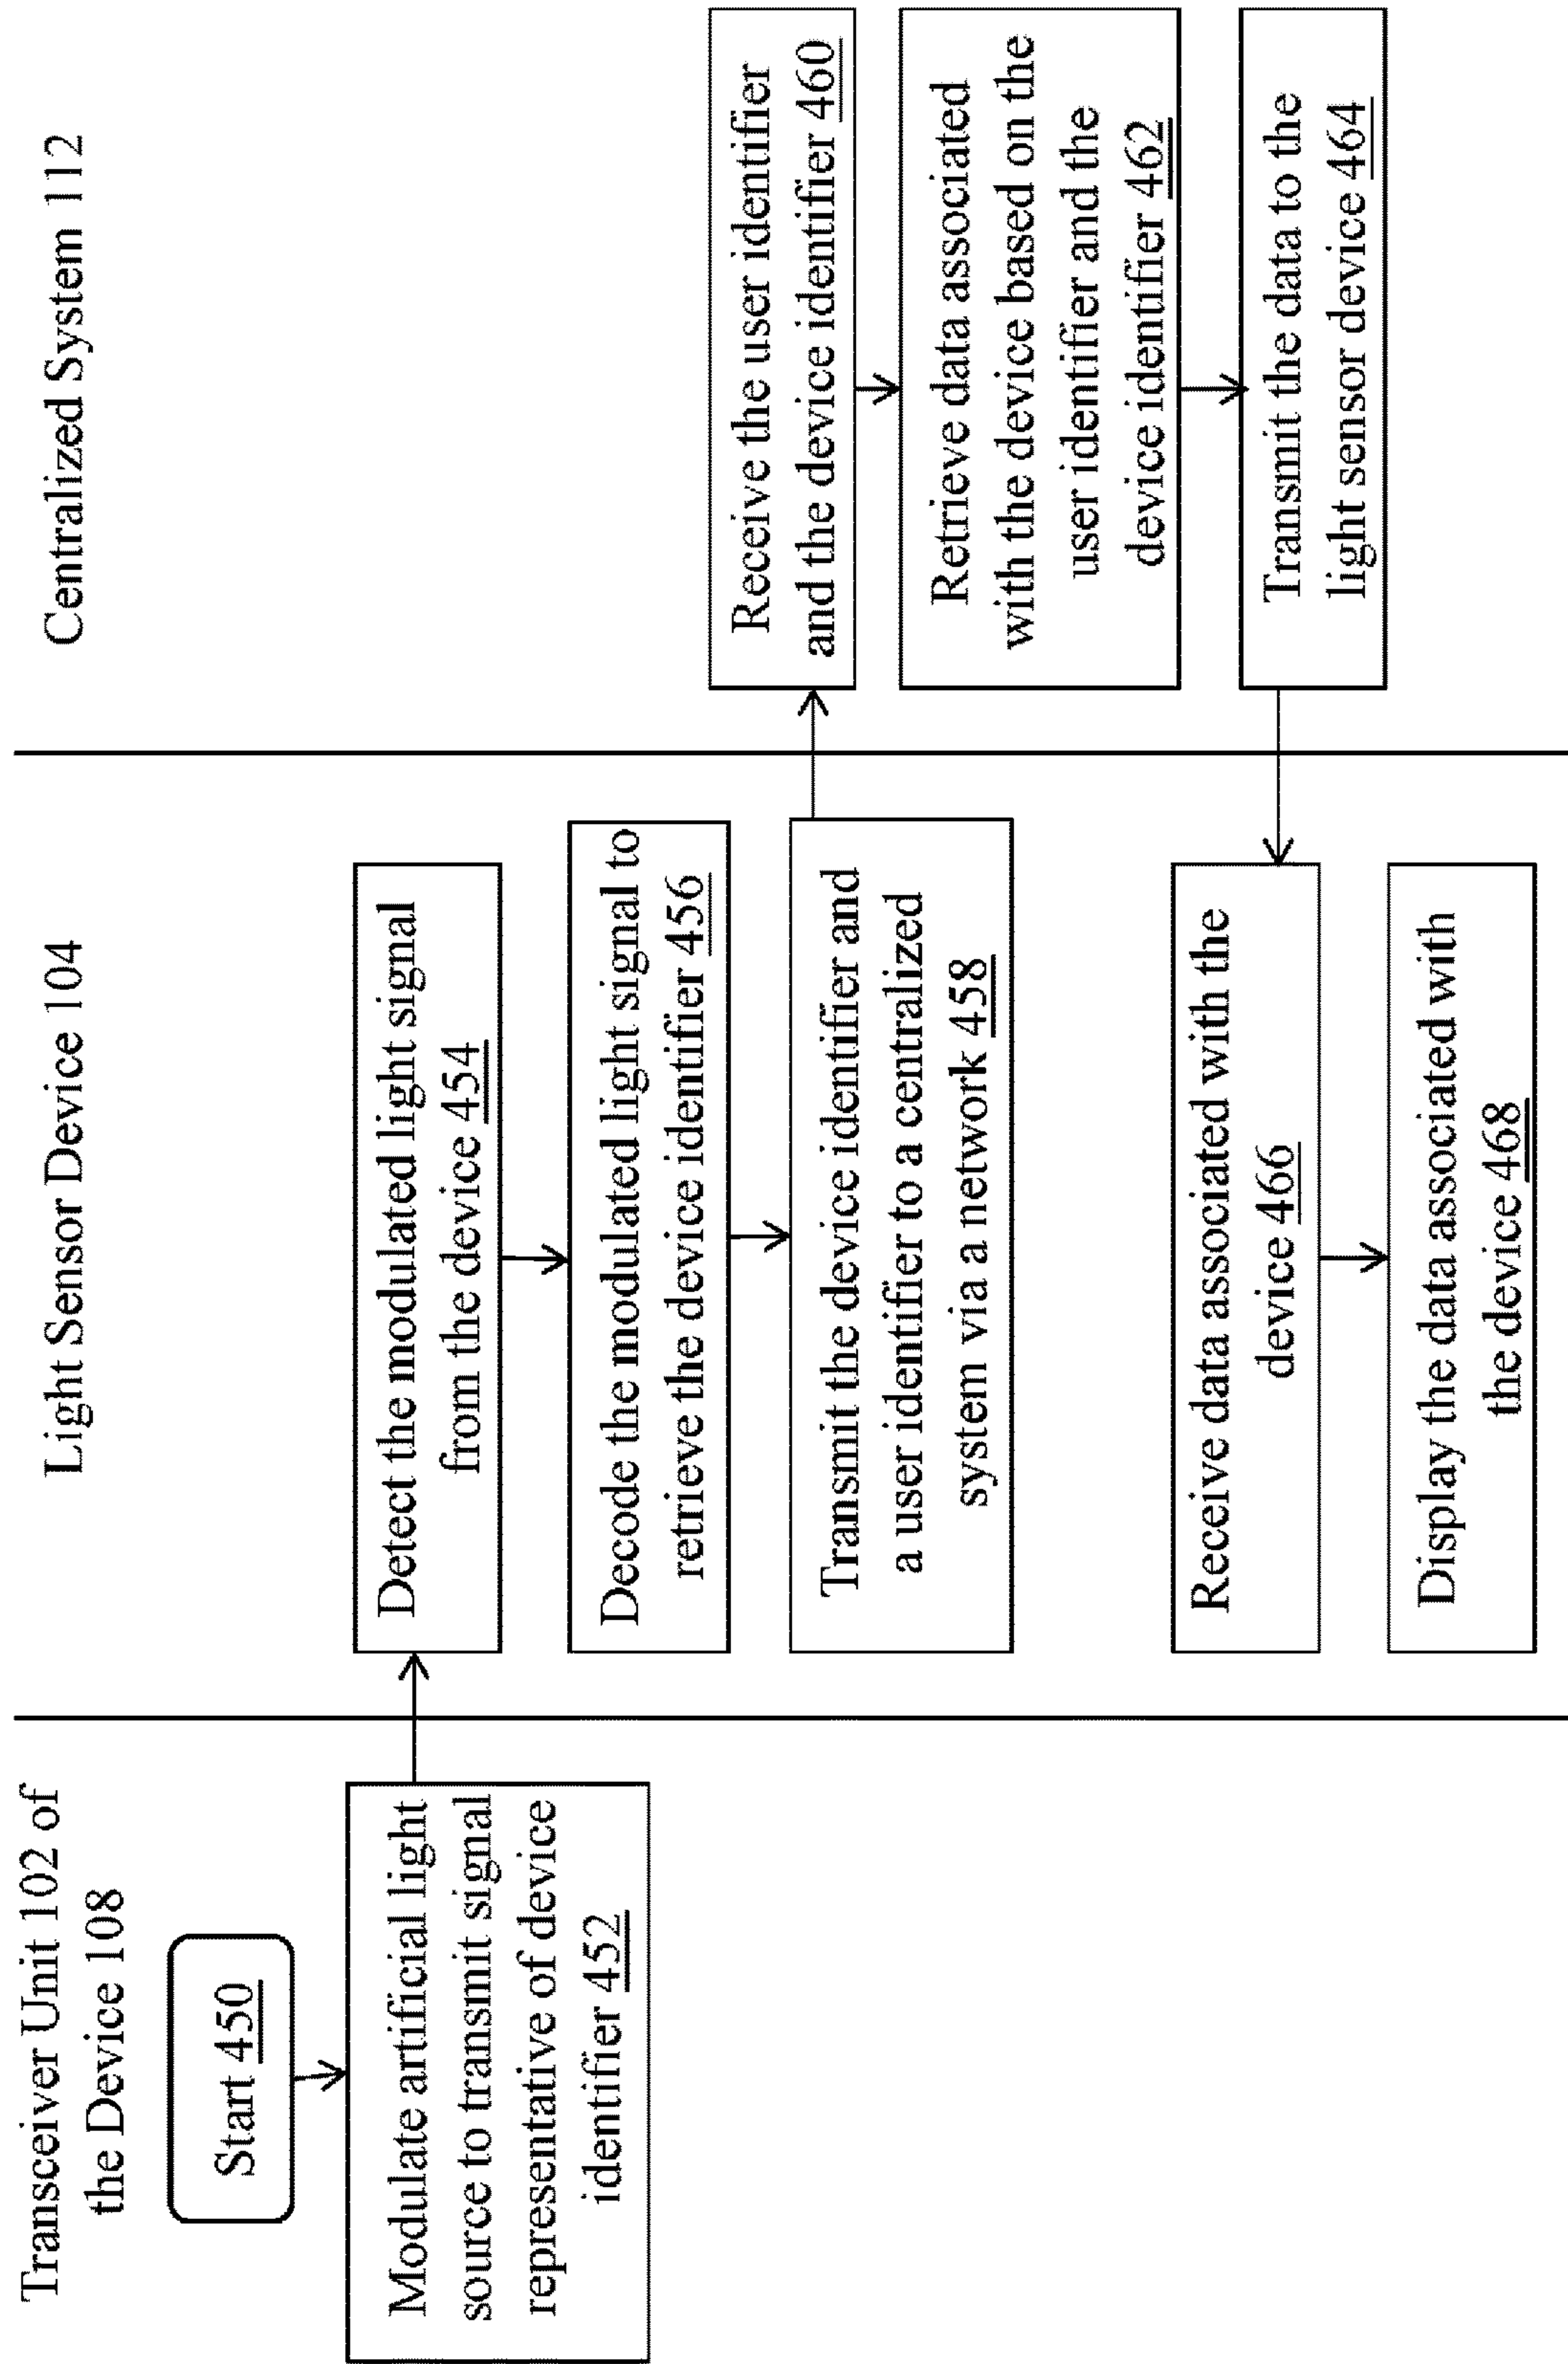 Transceiver Unit 102 of
the Device 108
Start 450
Modulate artificial light
source to transmit signal
representative of device
identifier 452
Light Sensor Device 104
Detect the modulated light signal
from the device 454
Decode the modulated light signal to
retrieve the device identifier 456
Transmit the device identifier and
a user identifier to a centralized
system via a network 458
Receive data associated with the
device 466
Display the data associated with
the device 468
Centralized System 112
Receive the user identifier
and the device identifier 460
Retrieve data associated
with the device based on the
user identifier and the
device identifier 462
Transmit the data to the
light sensor device 464